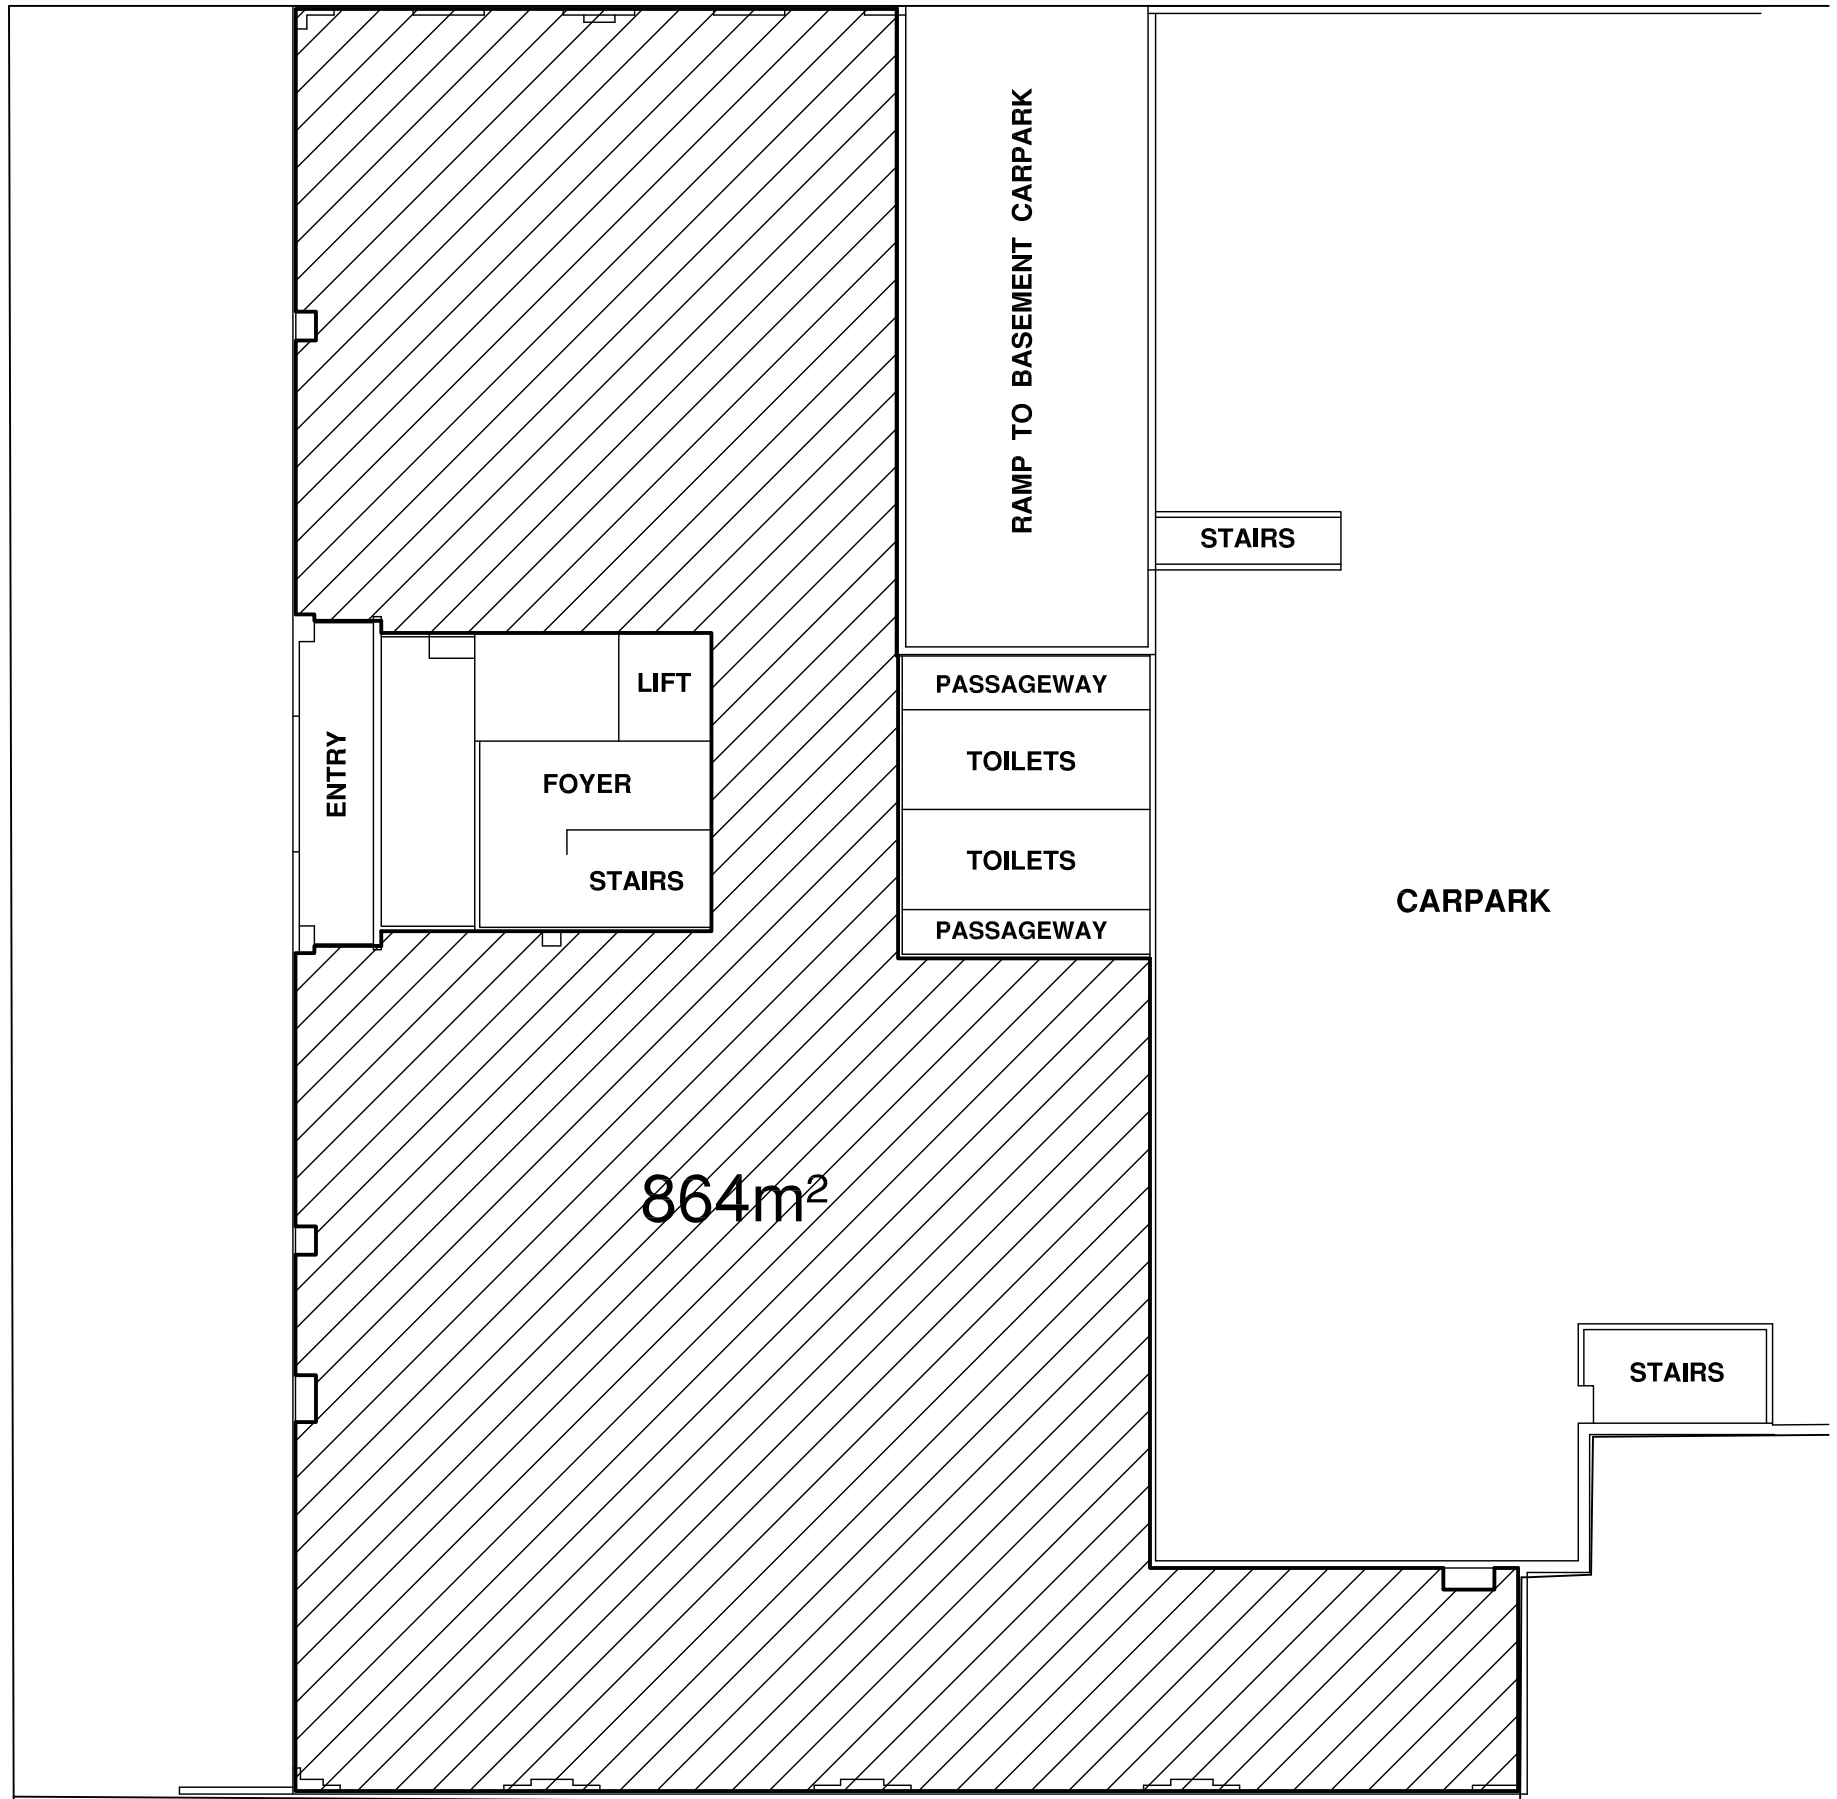 RAMP TO BASEMENT CARPARK
STAIRS
LIFT
PASSAGEWAY
ENTRY
FOYER
TOILETS
TOILETS
STAIRS
CARPARK
PASSAGEWAY
864m²
STAIRS